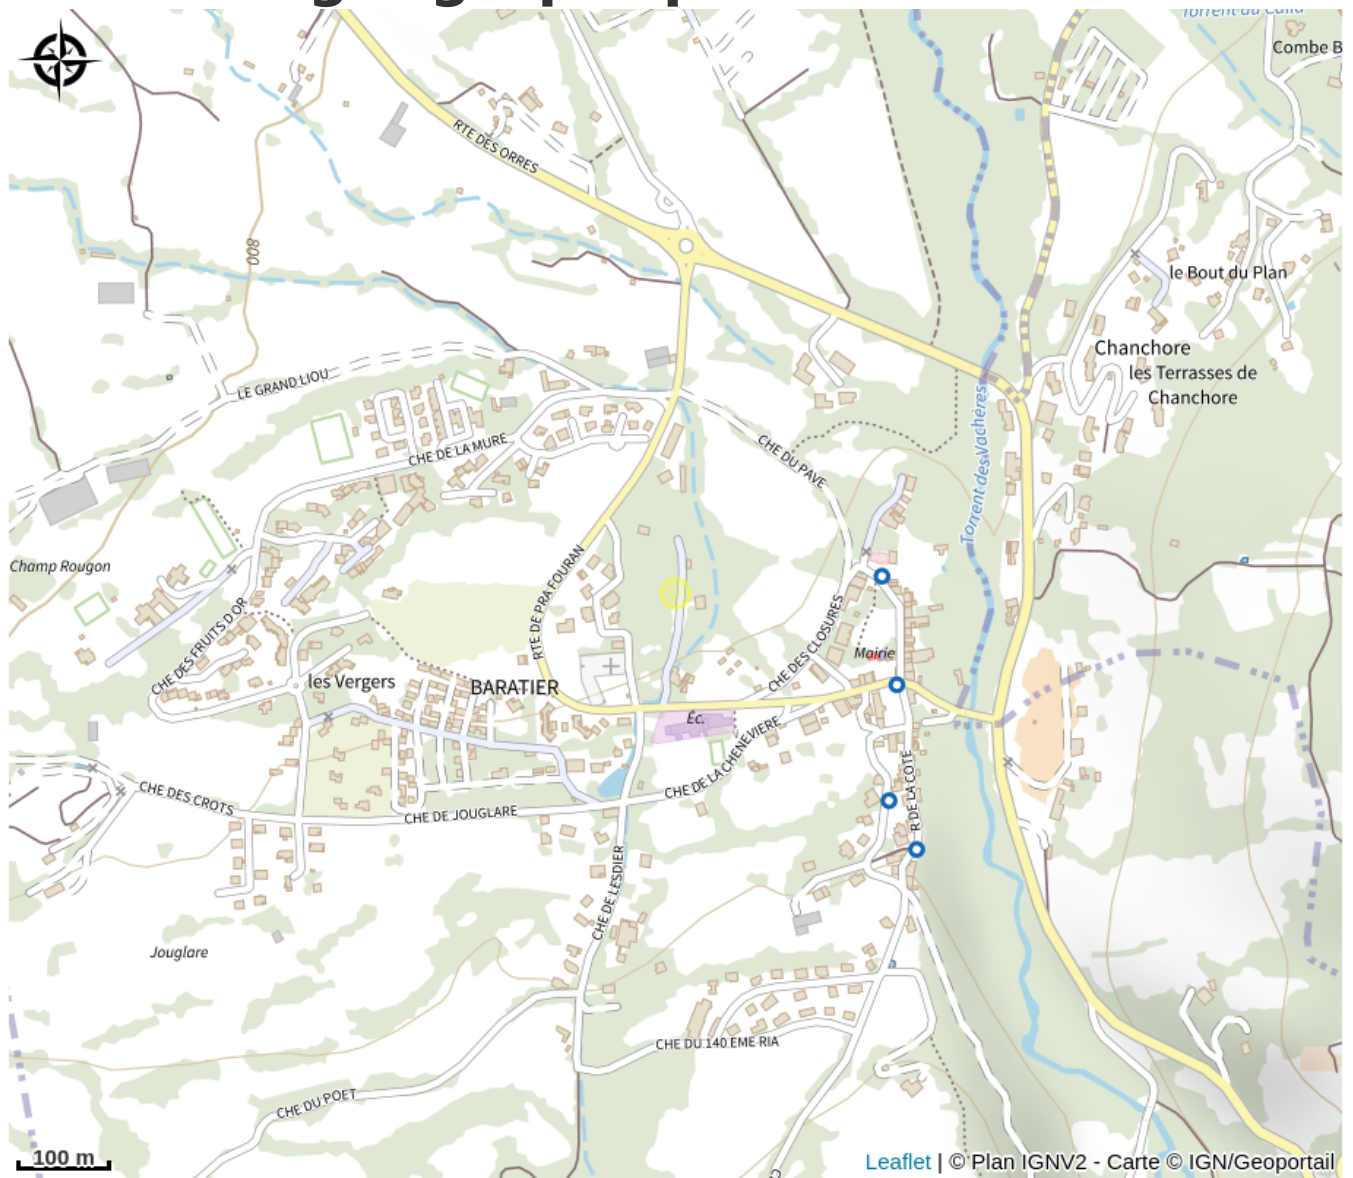 Torrent du Caïla
Combe B
RTE DES ORRES
800
le Bout du Plan
Chanchore
les Terrasses de
Chanchore
LE GRAND LIOU
Torrent des Vachères
CHE DE LA MURE
CHE DU PAVE
Champ Rougon
RTE DE PRA FOURAN
CHE DES FRUITS D'OR
CHE DES CLOSURES
Mairie
les Vergers
BARATIER
Éc.
CHE DE LA CHENEVIERE
CHE DES CROTS
CHE DE JOUGLARE
R DE LA COTE
CHE DE LESDIER
Jouglare
CHE DU 140 EME RIA
CHE DU POET
100 m
Leaflet | © Plan IGNV2 - Carte © IGN/Geoportail